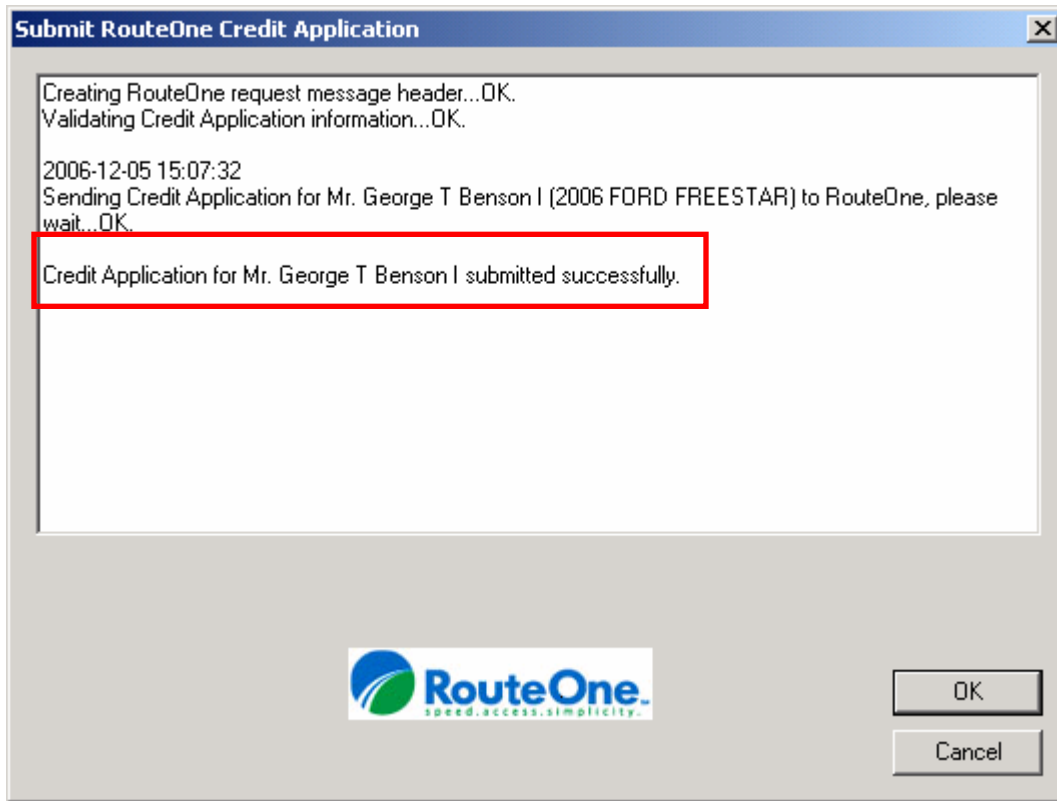 Submit RouteOne Credit Application
Creating RouteOne request message header...OK.
Validating Credit Application information...OK.
2006-12-05 15:07:32
Sending Credit Application for Mr. George T Benson I (2006 FORD FREESTAR) to RouteOne, please
wait...OK.
Credit Application for Mr. George T Benson I submitted successfully.
RouteOne.
speed.access.simplicity.
OK
Cancel